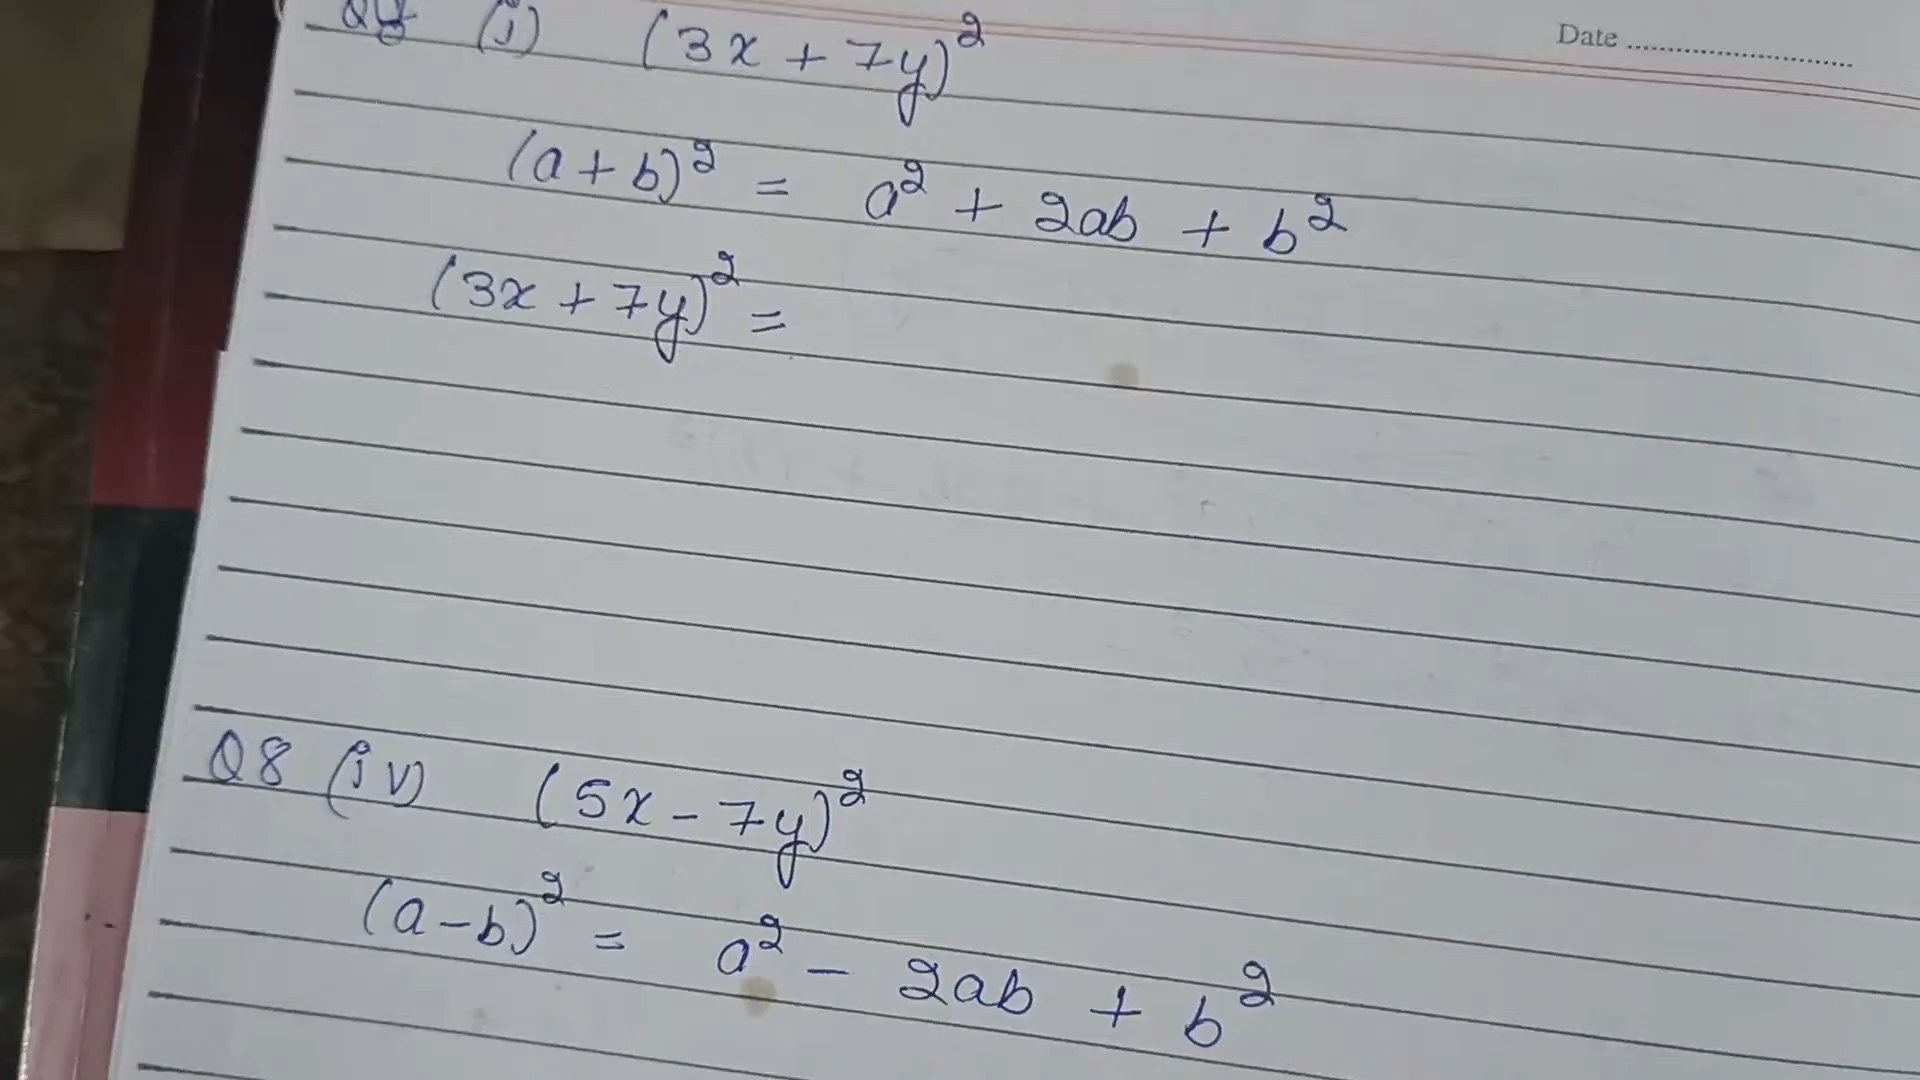 (i) (3x + 7y)²
Date
(a + b)² = a² + 2ab + b²
(3x + 7y)² =
Q8 (iv) (5x - 7y)²
(a - b)² = a² - 2ab + b²